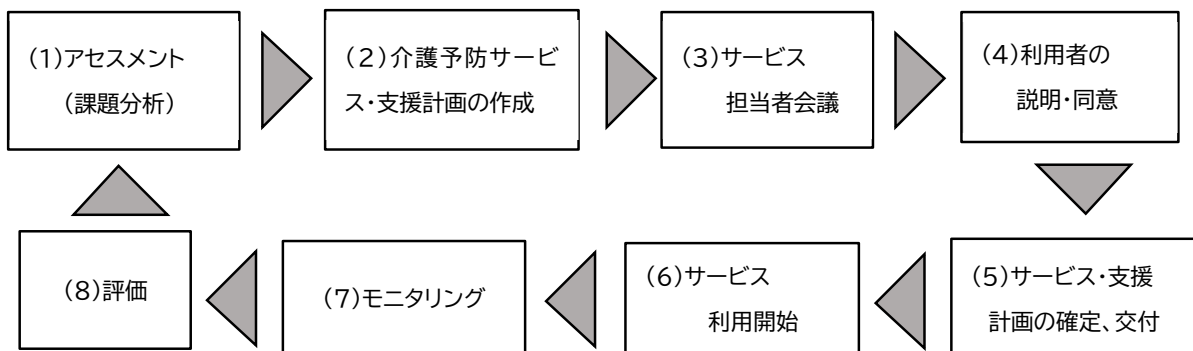 (1)アセスメント
(課題分析)
(2)介護予防サービ
ス・支援計画の作成
(3)サービス
担当者会議
(4)利用者の
説明・同意
(5)サービス・支援
計画の確定、交付
(6)サービス
利用開始
(7)モニタリング
(8)評価